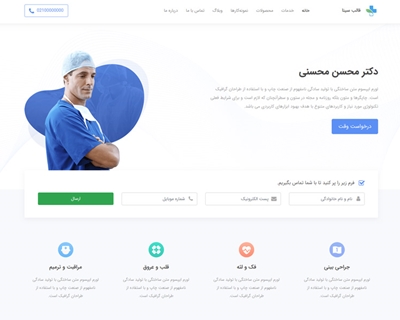 قالب سینا
خانه
خدمات
محصولات
نمونه‌کارها
وبلاگ
تماس با ما
درباره ما
دکتر محسن محسنی
لورم ایپسوم متن ساختگی با تولید سادگی نامفهوم از صنعت چاپ و با استفاده از طراحان گرافیک
است. چاپگرها و متون بلکه روزنامه و مجله در ستون و سطرآنچنان که لازم است و برای شرایط فعلی
تکنولوژی مورد نیاز و کاربردهای متنوع با هدف بهبود ابزارهای کاربردی می باشد.
درخواست وقت
فرم زیر را پر کنید تا با شما تماس بگیریم.
نام و نام خانوادگی
پست الکترونیک
شماره موبایل
ارسال
جراحی بینی
لورم ایپسوم متن ساختگی با تولید سادگی
نامفهوم از صنعت چاپ و با استفاده از
طراحان گرافیک است.
فک و لثه
لورم ایپسوم متن ساختگی با تولید سادگی
نامفهوم از صنعت چاپ و با استفاده از
طراحان گرافیک است.
قلب و عروق
لورم ایپسوم متن ساختگی با تولید سادگی
نامفهوم از صنعت چاپ و با استفاده از
طراحان گرافیک است.
مراقبت و ترمیم
لورم ایپسوم متن ساختگی با تولید سادگی
نامفهوم از صنعت چاپ و با استفاده از
طراحان گرافیک است.